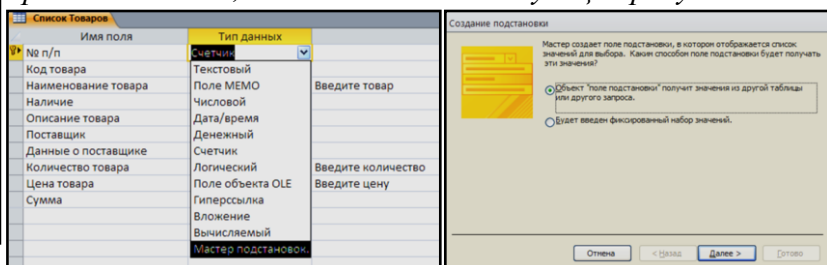 Список Товаров
Имя поля Тип данных
№ п/п Счетчик
Код товара Текстовый
Наименование товара Поле МЕМО Введите товар
Наличие Числовой
Описание товара Дата/время
Поставщик Денежный
Данные о поставщике Счетчик
Количество товара Логический Введите количество
Цена товара Поле объекта OLE Введите цену
Сумма Гиперссылка
Вложение
Вычисляемый
Мастер подстановок.
Создание подстановки
Мастер создает поле подстановки, в котором отображается список
значений для выбора. Каким способом поле подстановки будет получать
эти значения?
Объект "поле подстановки" получит значения из другой таблицы
или другого запроса.
Будет введен фиксированный набор значений.
Отмена < Назад Далее > Готово